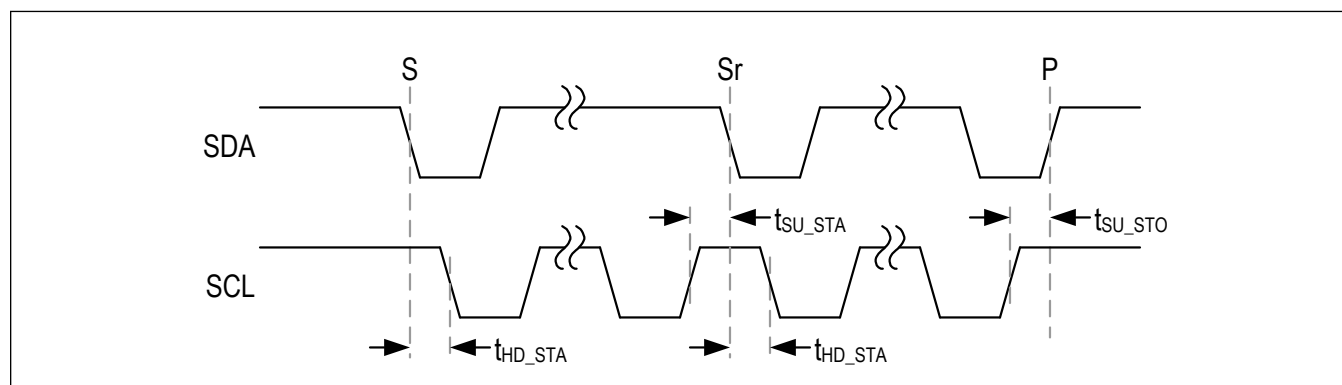 S Sr P
SDA
tSU_STA tSU_STO
SCL
tHD_STA tHD_STA